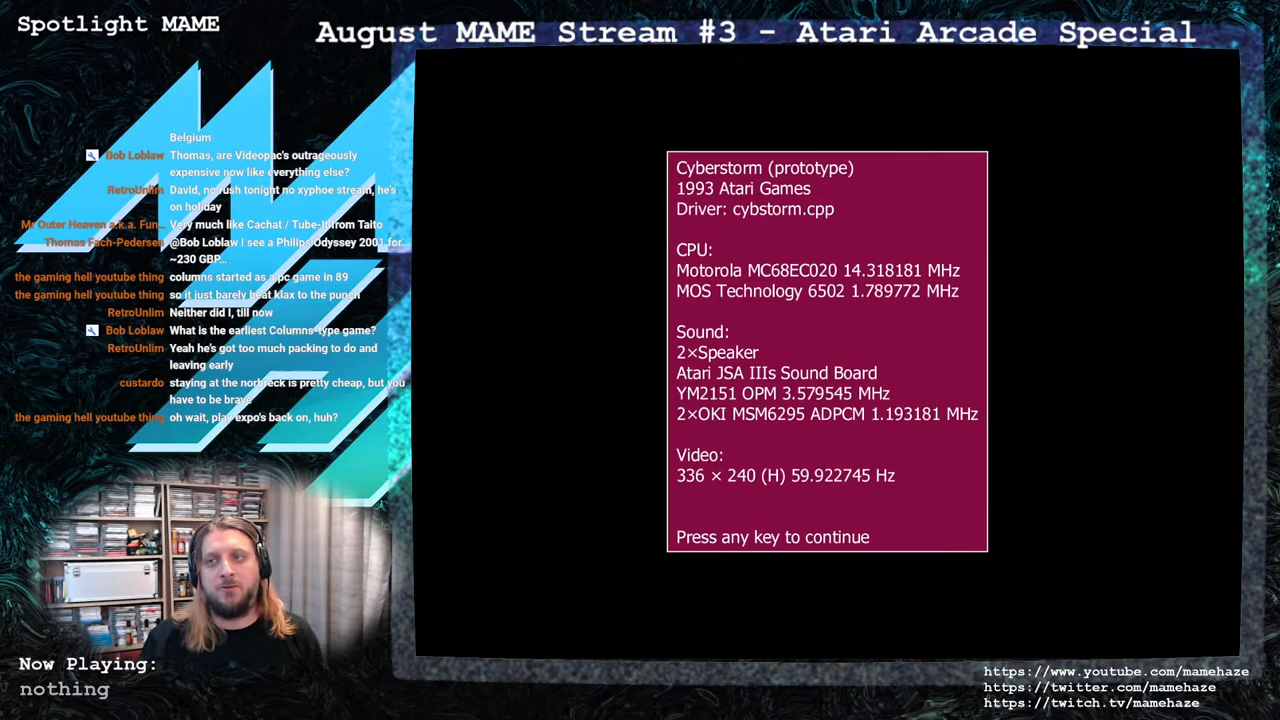 Spotlight MAME
August MAME Stream #3 - Atari Arcade Special
Belgium
Bob Loblaw Thomas, are Videopac's outrageously
expensive now like everything else?
RetroUnlim David, no rush tonight no xyphoe stream, he's
on holiday
Mr Outer Heaven a.k.a. Fun... Very much like Cachat / Tube-It from Taito
Thomas Fach-Pedersen @Bob Loblaw I see a Philips Odyssey 2001 for
~230 GBP...
the gaming hell youtube thing columns started as a pc game in 89
the gaming hell youtube thing so it just barely beat klax to the punch
RetroUnlim Neither did I, till now
Bob Loblaw What is the earliest Columns-type game?
RetroUnlim Yeah he's got too much packing to do and
leaving early
custardo staying at the norbreck is pretty cheap, but you
have to be brave
the gaming hell youtube thing oh wait, play expo's back on, huh?
Cyberstorm (prototype)
1993 Atari Games
Driver: cybstorm.cpp
CPU:
Motorola MC68EC020 14.318181 MHz
MOS Technology 6502 1.789772 MHz
Sound:
2×Speaker
Atari JSA IIIs Sound Board
YM2151 OPM 3.579545 MHz
2×OKI MSM6295 ADPCM 1.193181 MHz
Video:
336 × 240 (H) 59.922745 Hz
Press any key to continue
Now Playing:
nothing
https://www.youtube.com/mamehaze
https://twitter.com/mamehaze
https://twitch.tv/mamehaze